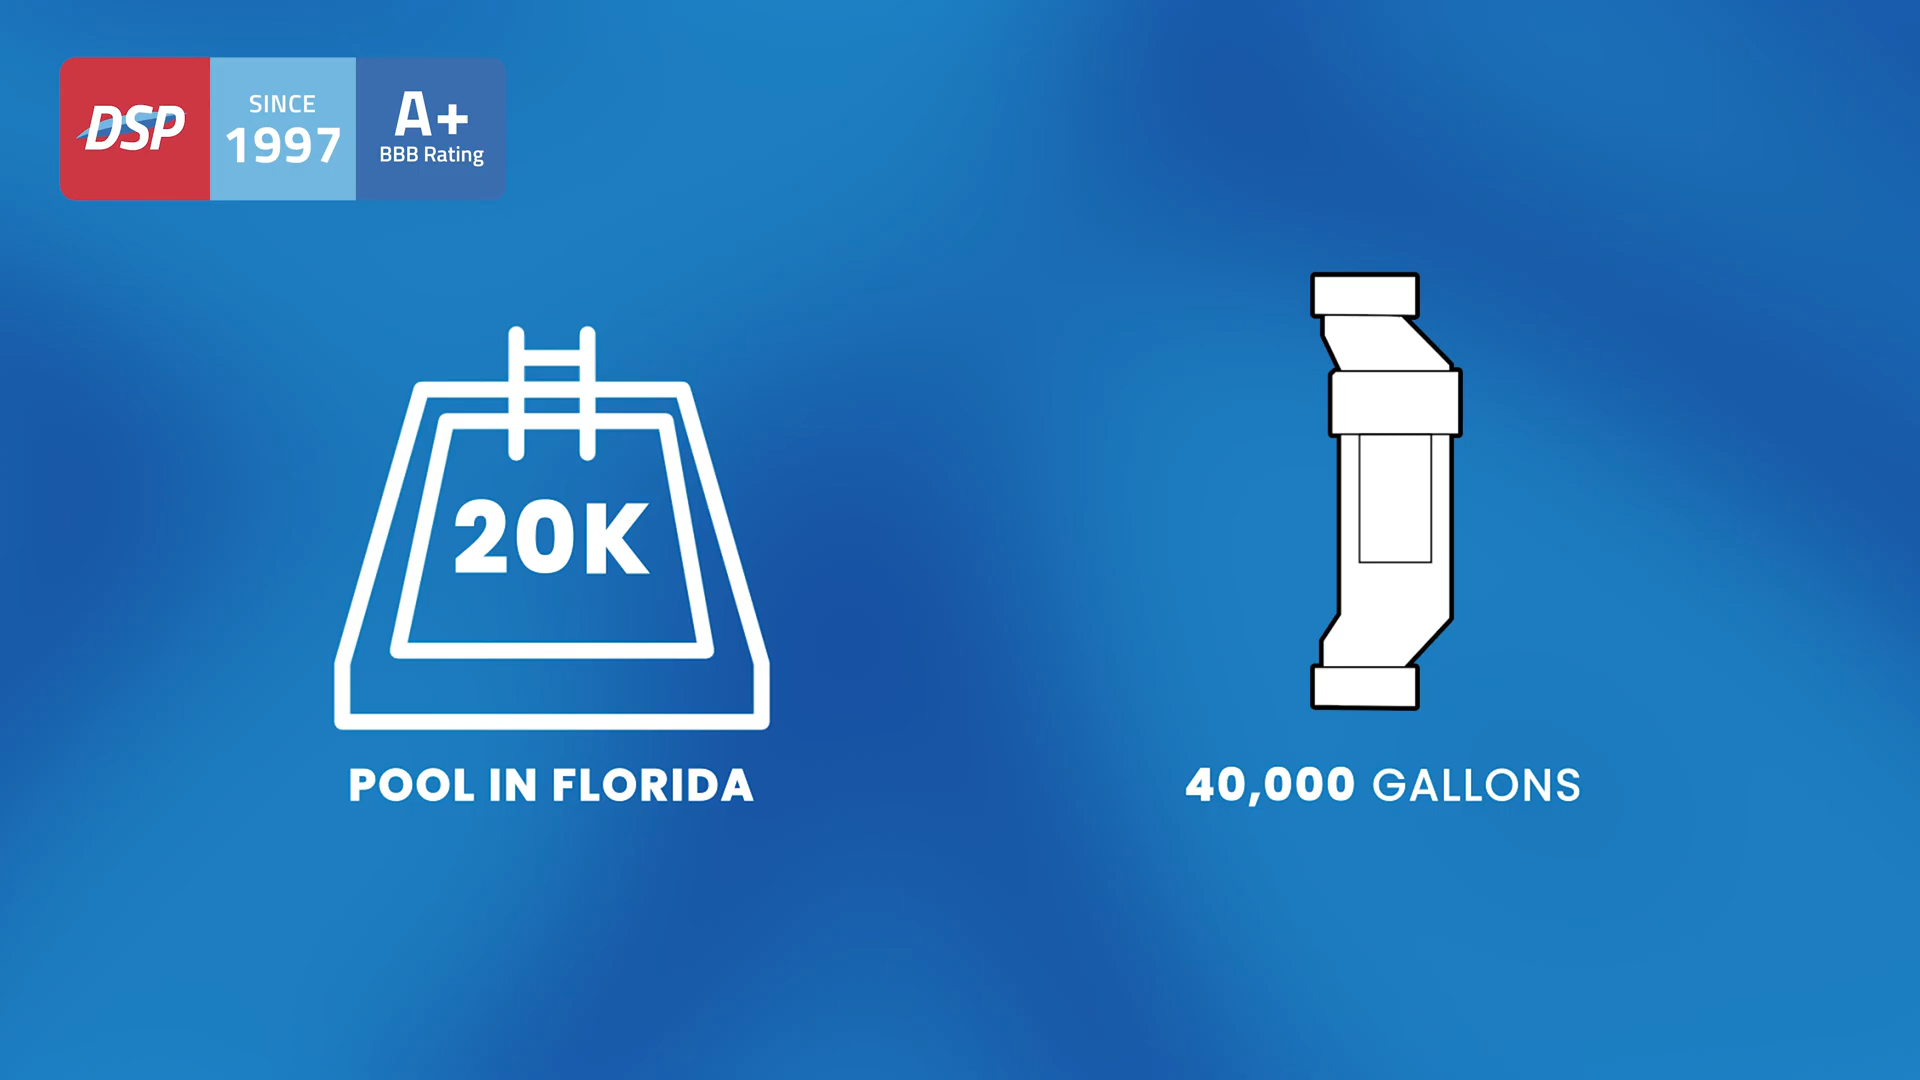 DSP
SINCE
1997
A+
BBB Rating
20K
POOL IN FLORIDA
40,000 GALLONS